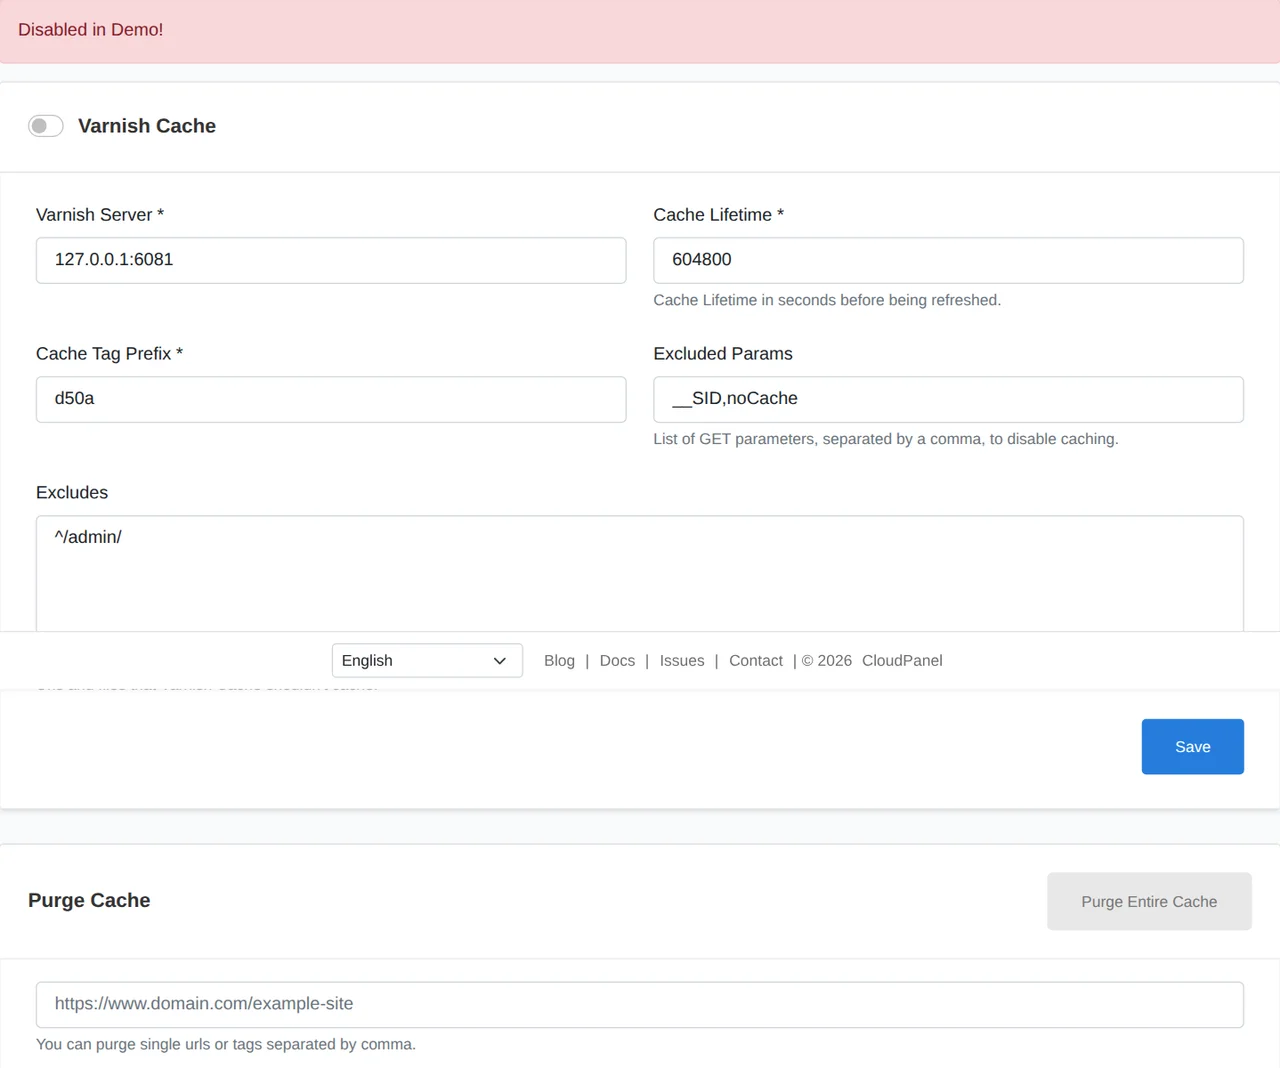 Disabled in Demo!
Varnish Cache
Varnish Server *
Cache Lifetime *
127.0.0.1:6081
604800
Cache Lifetime in seconds before being refreshed.
Cache Tag Prefix *
Excluded Params
d50a
__SID,noCache
List of GET parameters, separated by a comma, to disable caching.
Excludes
^/admin/
English
Blog | Docs | Issues | Contact | © 2026 CloudPanel
Save
Purge Cache
Purge Entire Cache
https://www.domain.com/example-site
You can purge single urls or tags separated by comma.